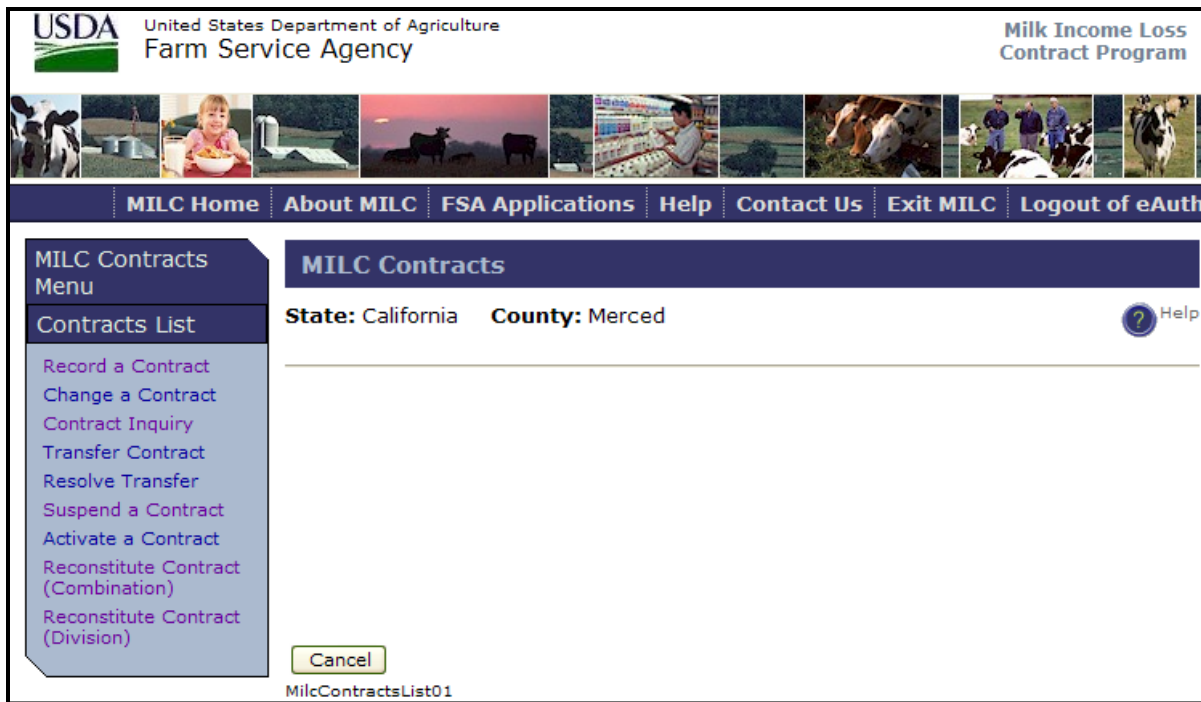 USDA
United States Department of Agriculture
Farm Service Agency
Milk Income Loss
Contract Program
MILC Home About MILC FSA Applications Help Contact Us Exit MILC Logout of eAuth
MILC Contracts
Menu
Contracts List
Record a Contract
Change a Contract
Contract Inquiry
Transfer Contract
Resolve Transfer
Suspend a Contract
Activate a Contract
Reconstitute Contract
(Combination)
Reconstitute Contract
(Division)
MILC Contracts
State: California County: Merced
? Help
Cancel
MilcContractsList01